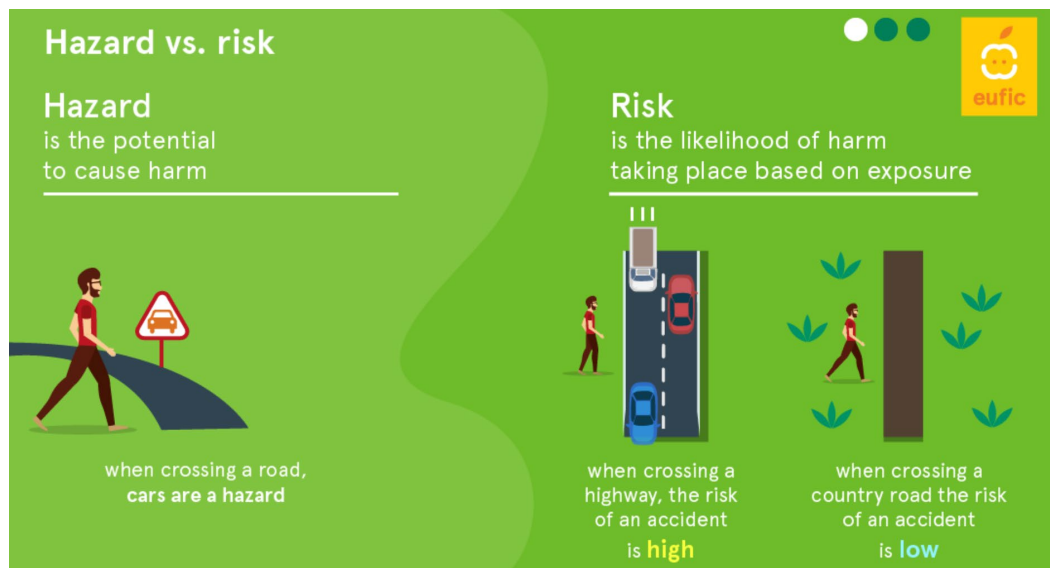 Hazard vs. risk
Hazard
is the potential
to cause harm
when crossing a road,
cars are a hazard
eufic
Risk
is the likelihood of harm
taking place based on exposure
when crossing a
highway, the risk
of an accident
is high
when crossing a
country road the risk
of an accident
is low